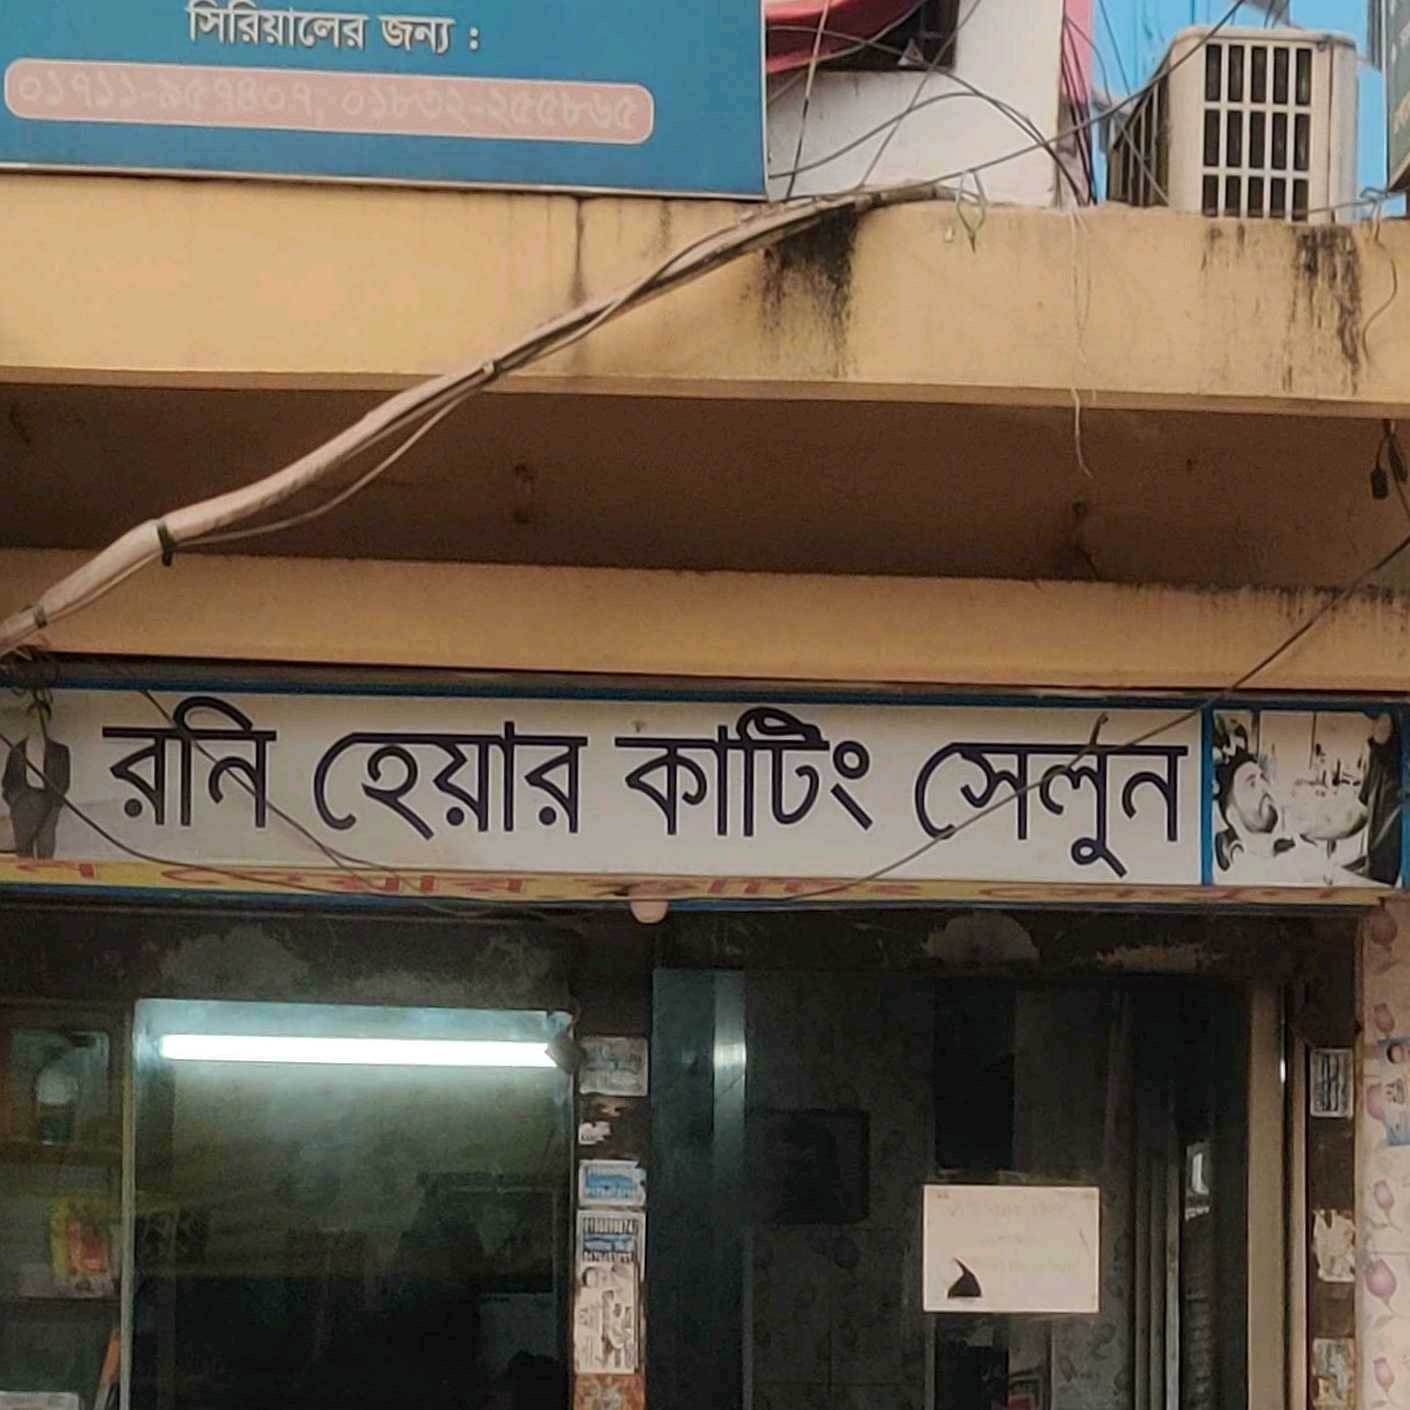 সিরিয়ালের জন্য :
০১৭১১-৯৫৭৪০৭, ০১৮৩২-২৫৫৮৬৫
রনি হেয়ার কাটিং সেলুন